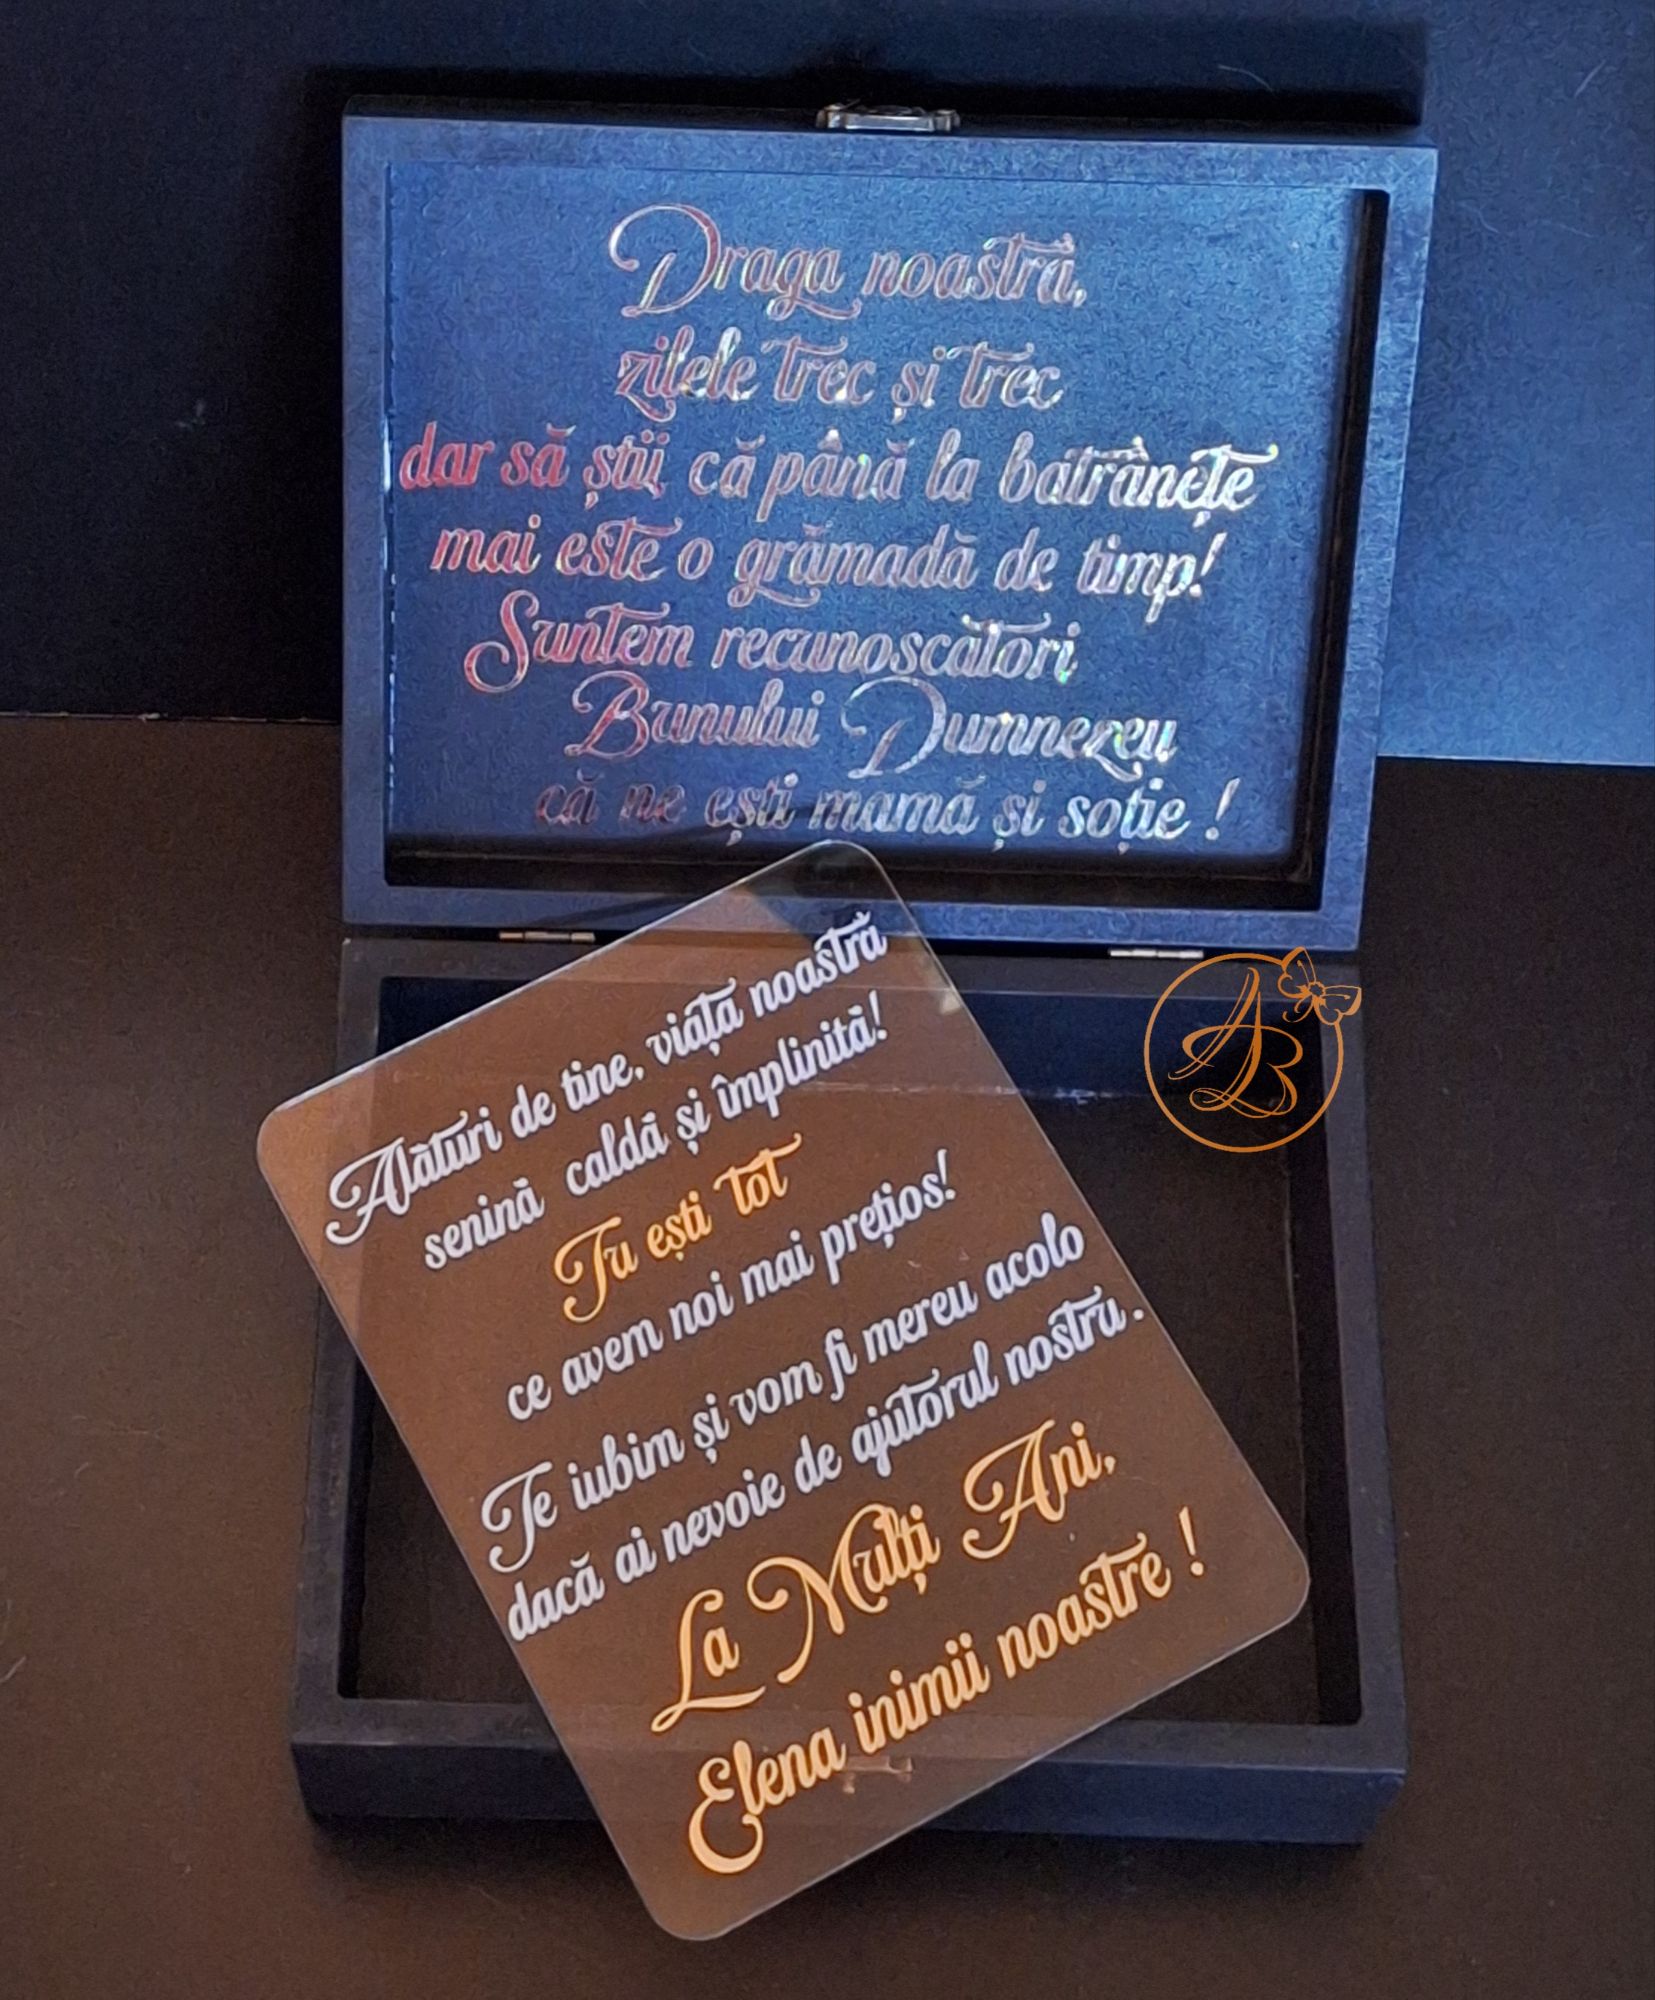 Draga noastră,
zilele trec și trec
dar să știi că până la batrânețe
mai este o grămadă de timp!
Suntem recunoscători
Bunului Dumnezeu
că ne ești mamă și soție !
Alături de tine, viața noastră
senină caldă și împlinită!
Tu ești tot
ce avem noi mai prețios!
Te iubim și vom fi mereu acolo
dacă ai nevoie de ajutorul nostru.
La Mulți Ani,
Elena inimii noastre !
AB